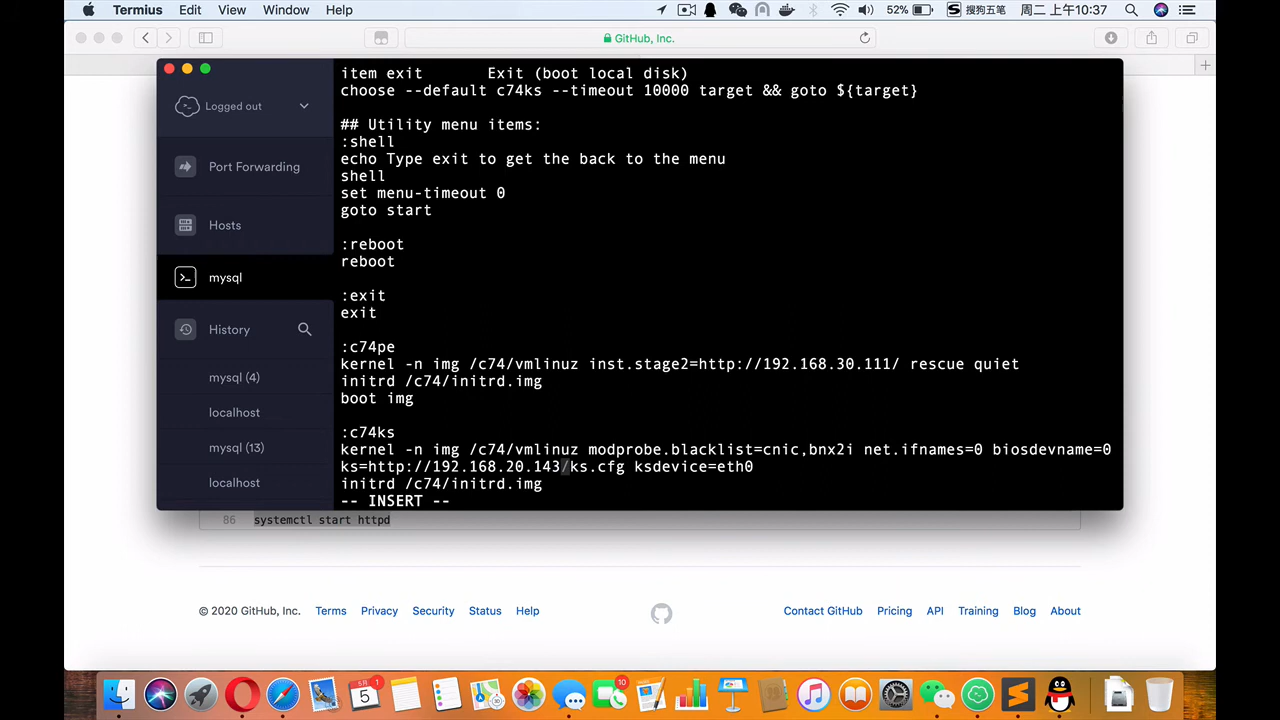 Termius Edit View Window Help 52% 搜狗五笔 周二 上午10:37
GitHub, Inc.
Logged out
Port Forwarding
Hosts
mysql
History
mysql (4)
localhost
mysql (13)
localhost
item exit Exit (boot local disk)
choose --default c74ks --timeout 10000 target && goto ${target}
## Utility menu items:
:shell
echo Type exit to get the back to the menu
shell
set menu-timeout 0
goto start
:reboot
reboot
:exit
exit
:c74pe
kernel -n img /c74/vmlinuz inst.stage2=http://192.168.30.111/ rescue quiet
initrd /c74/initrd.img
boot img
:c74ks
kernel -n img /c74/vmlinuz modprobe.blacklist=cnic,bnx2i net.ifnames=0 biosdevname=0
ks=http://192.168.20.143/ks.cfg ksdevice=eth0
initrd /c74/initrd.img
-- INSERT --
86 systemctl start httpd
© 2020 GitHub, Inc. Terms Privacy Security Status Help Contact GitHub Pricing API Training Blog About
5月
5
1
10